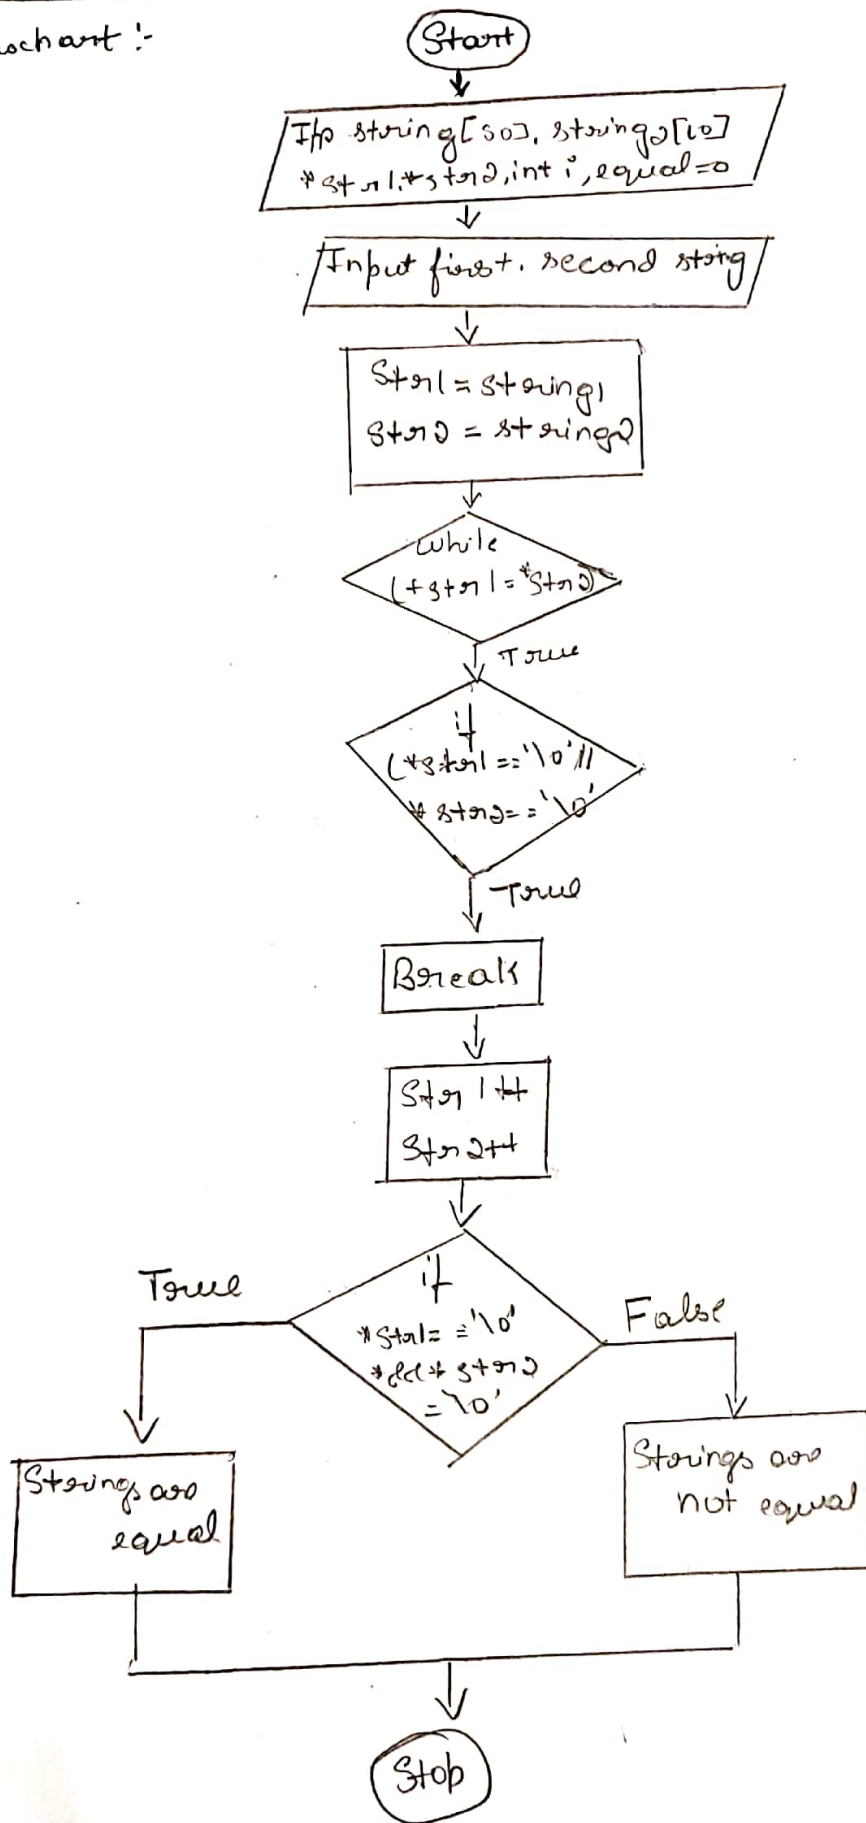 ochart :-
Start
I/p string[50], string2[10]
*str1,*str2,int i,equal=0
Input first, second string
Str1 = string1
Str2 = string2
while
(*str1=*Str2)
True
if
(*str1=='\0'||
*str2=='\0'
True
Break
Str1++
Str2++
if
*Str1=='\0'
*&&*str2
=\0'
True
False
Strings are
equal
Strings are
not equal
Stop